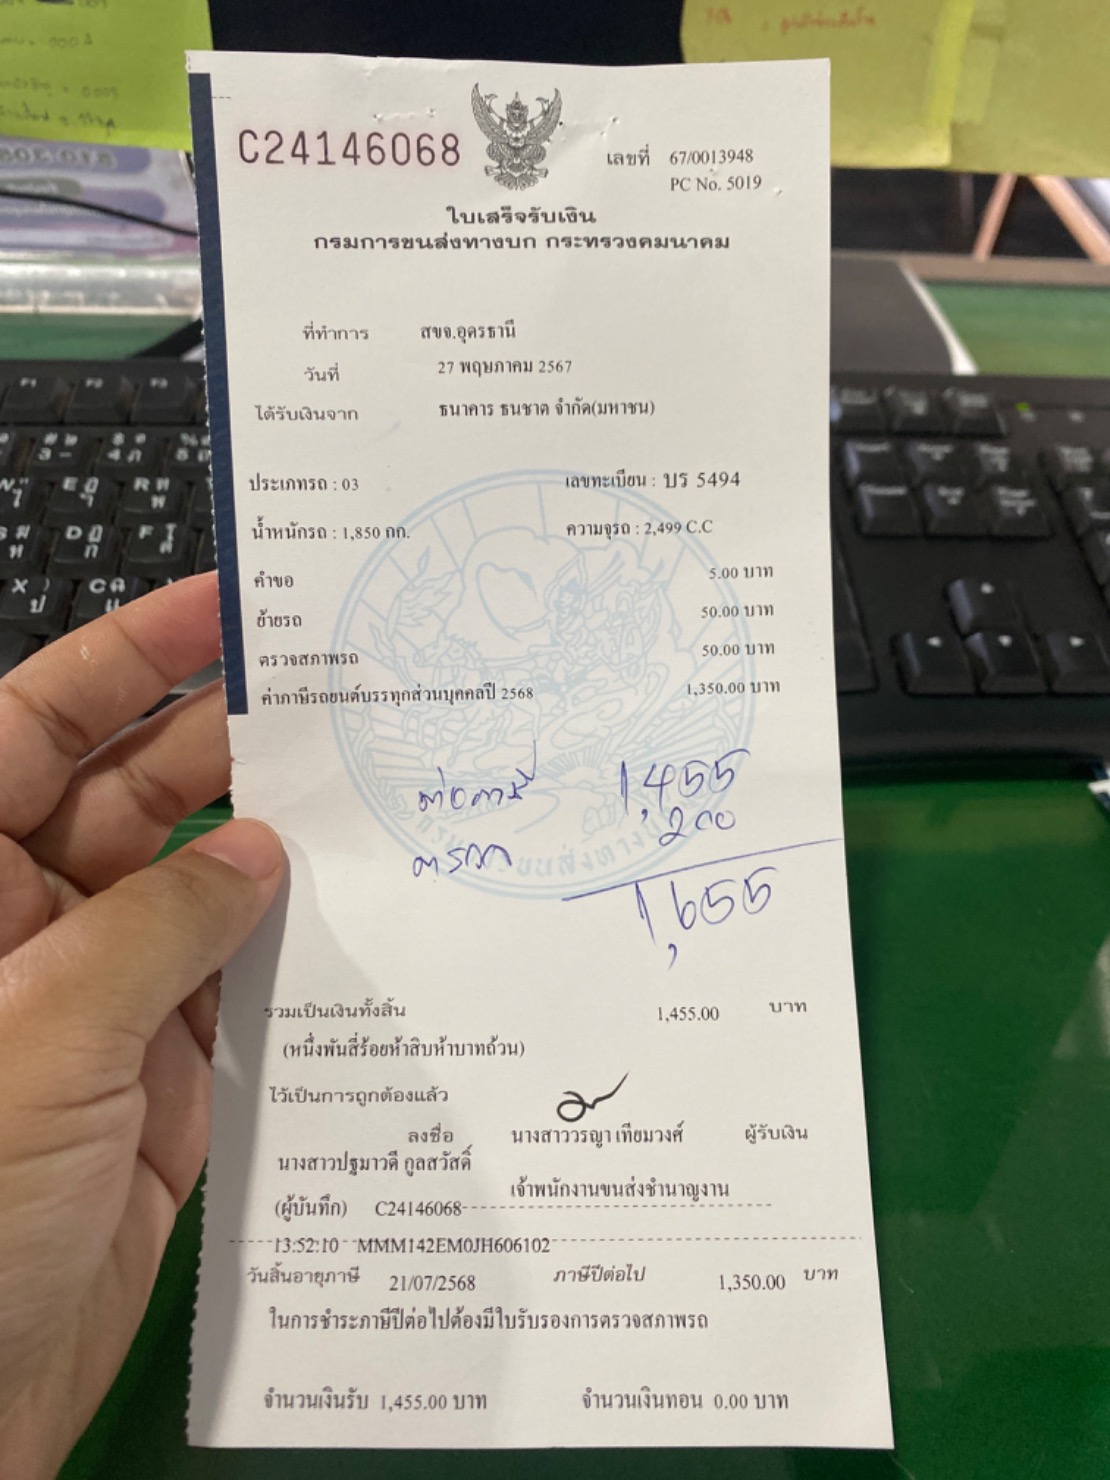 C24146068
เลขที่ 67/0013948
PC No. 5019
ใบเสร็จรับเงิน
กรมการขนส่งทางบก กระทรวงคมนาคม
ที่ทำการ สขจ.อุดรธานี
วันที่ 27 พฤษภาคม 2567
ได้รับเงินจาก ธนาคาร ธนชาต จำกัด(มหาชน)
ประเภทรถ : 03 เลขทะเบียน : บร 5494
น้ำหนักรถ : 1,850 กก. ความจุรถ : 2,499 C.C
คำขอ 5.00 บาท
ย้ายรถ 50.00 บาท
ตรวจสภาพรถ 50.00 บาท
ค่าภาษีรถยนต์บรรทุกส่วนบุคคลปี 2568 1,350.00 บาท
ต่อภาษี 1,455
ตรวจ 200
1,655
รวมเป็นเงินทั้งสิ้น 1,455.00 บาท
(หนึ่งพันสี่ร้อยห้าสิบห้าบาทถ้วน)
ไว้เป็นการถูกต้องแล้ว
ลงชื่อ นางสาววรญา เทียมวงศ์ ผู้รับเงิน
นางสาวปฐมาวดี กูลสวัสดิ์
เจ้าพนักงานขนส่งชำนาญงาน
(ผู้บันทึก) C24146068
13:52:10 MMM142EM0JH606102
วันสิ้นอายุภาษี 21/07/2568 ภาษีปีต่อไป 1,350.00 บาท
ในการชำระภาษีปีต่อไปต้องมีใบรับรองการตรวจสภาพรถ
จำนวนเงินรับ 1,455.00 บาท จำนวนเงินทอน 0.00 บาท